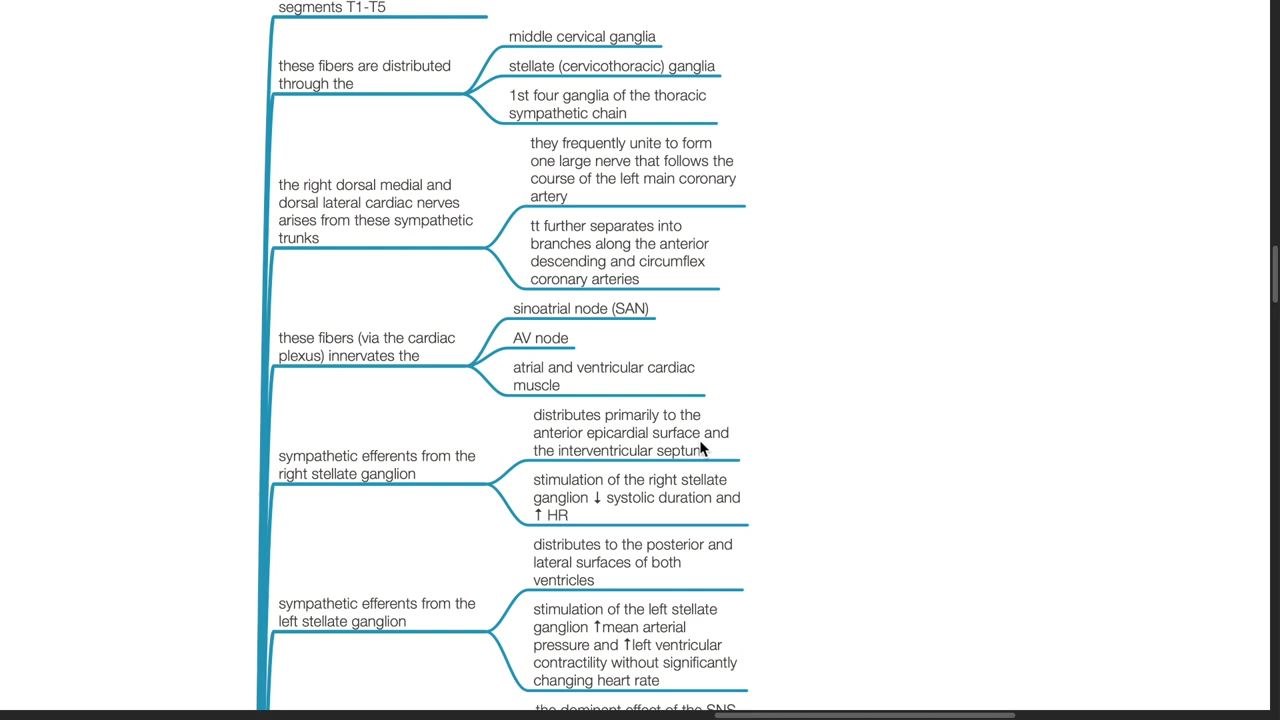 segments T1-T5
these fibers are distributed
through the
middle cervical ganglia
stellate (cervicothoracic) ganglia
1st four ganglia of the thoracic
sympathetic chain
the right dorsal medial and
dorsal lateral cardiac nerves
arises from these sympathetic
trunks
they frequently unite to form
one large nerve that follows the
course of the left main coronary
artery
tt further separates into
branches along the anterior
descending and circumflex
coronary arteries
these fibers (via the cardiac
plexus) innervates the
sinoatrial node (SAN)
AV node
atrial and ventricular cardiac
muscle
sympathetic efferents from the
right stellate ganglion
distributes primarily to the
anterior epicardial surface and
the interventricular septum
stimulation of the right stellate
ganglion ↓ systolic duration and
↑ HR
sympathetic efferents from the
left stellate ganglion
distributes to the posterior and
lateral surfaces of both
ventricles
stimulation of the left stellate
ganglion ↑mean arterial
pressure and ↑left ventricular
contractility without significantly
changing heart rate
the dominant effect of the SNS